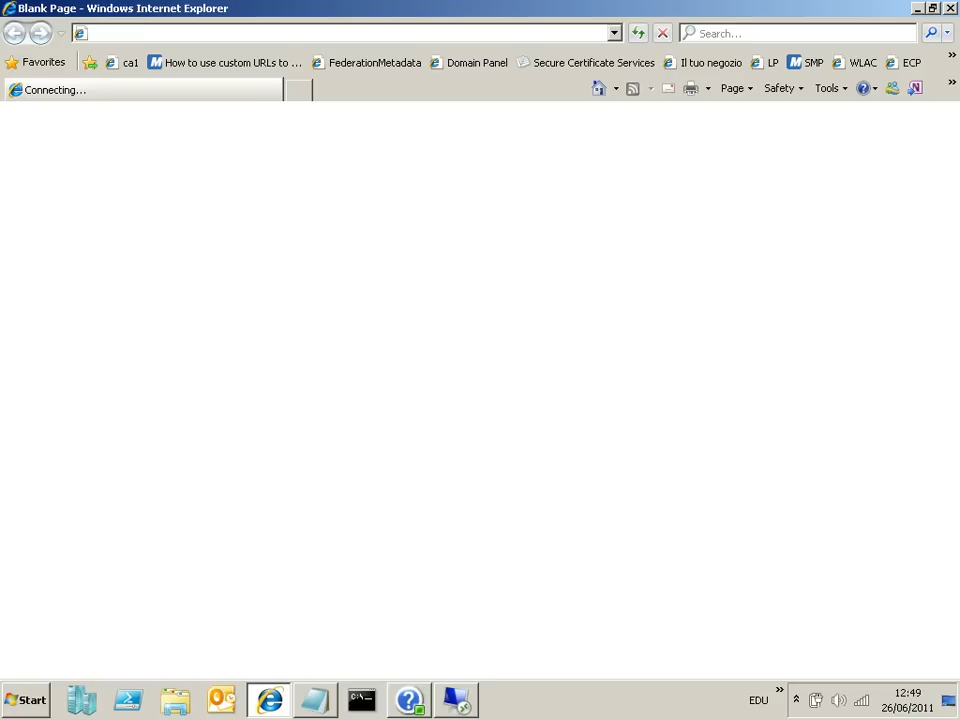 Blank Page - Windows Internet Explorer
Search...
Favorites ca1 How to use custom URLs to ... FederationMetadata Domain Panel Secure Certificate Services Il tuo negozio LP SMP WLAC ECP
Connecting... Page Safety Tools
Start EDU 12:49
26/06/2011